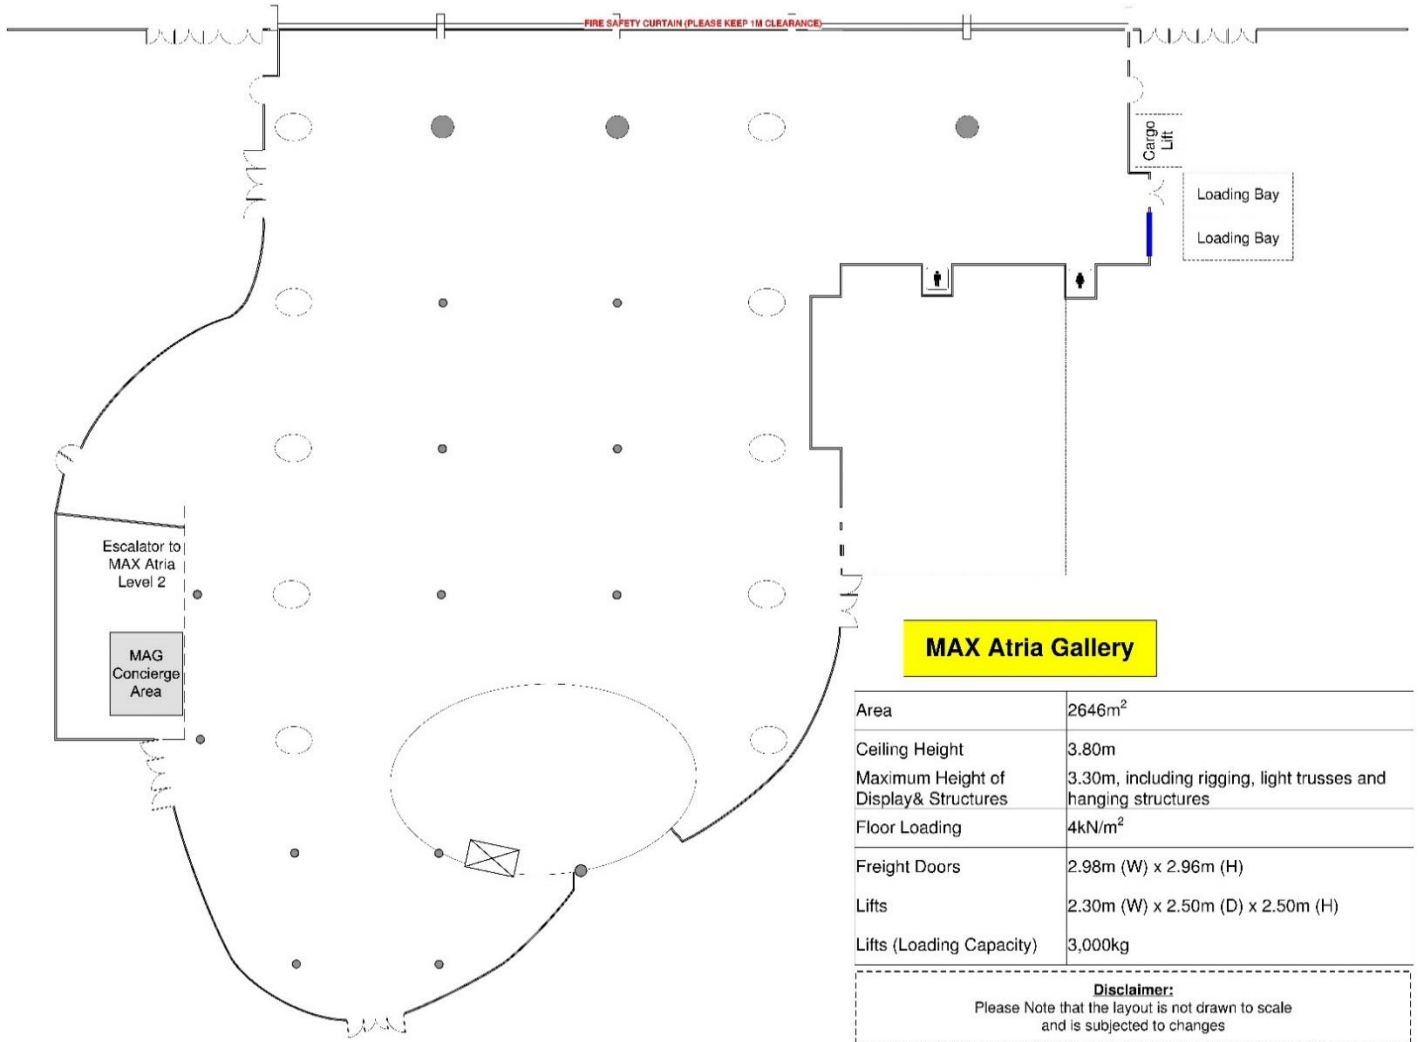 FIRE SAFETY CURTAIN (PLEASE KEEP 1M CLEARANCE)
Cargo
Lift
Loading Bay
Loading Bay
Escalator to
MAX Atria
Level 2
MAG
Concierge
Area
MAX Atria Gallery
Area 2646m²
Ceiling Height 3.80m
Maximum Height of 3.30m, including rigging, light trusses and
Display& Structures hanging structures
Floor Loading 4kN/m²
Freight Doors 2.98m (W) x 2.96m (H)
Lifts 2.30m (W) x 2.50m (D) x 2.50m (H)
Lifts (Loading Capacity) 3,000kg
Disclaimer:
Please Note that the layout is not drawn to scale
and is subjected to changes